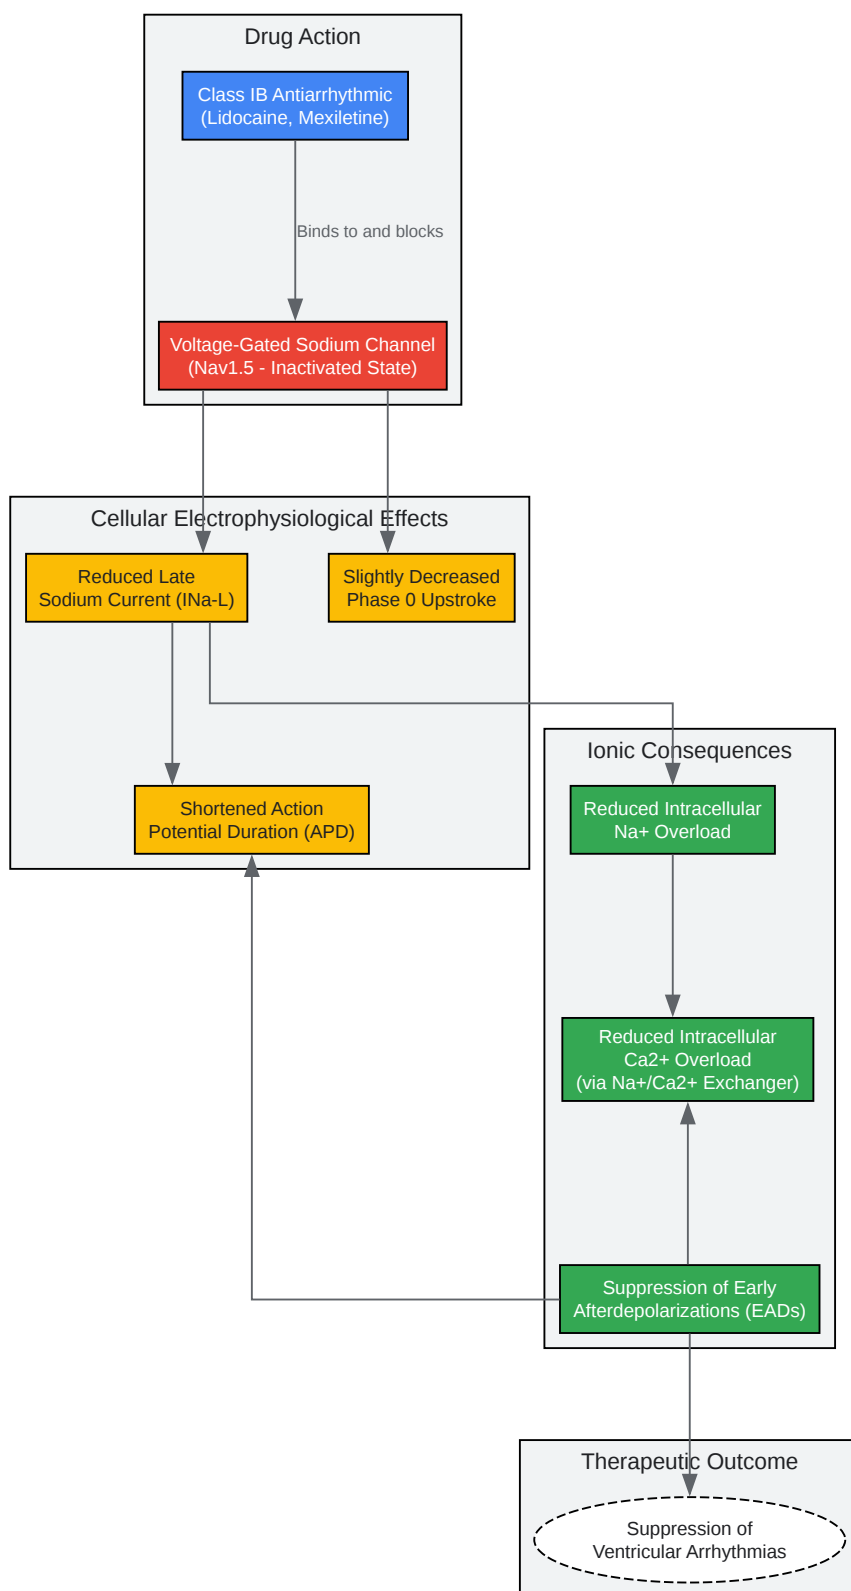 Drug Action
Class IB Antiarrhythmic
(Lidocaine, Mexiletine)
Binds to and blocks
Voltage-Gated Sodium Channel
(Nav1.5 - Inactivated State)
Cellular Electrophysiological Effects
Reduced Late
Sodium Current (INa-L)
Slightly Decreased
Phase 0 Upstroke
Shortened Action
Potential Duration (APD)
Ionic Consequences
Reduced Intracellular
Na+ Overload
Reduced Intracellular
Ca2+ Overload
(via Na+/Ca2+ Exchanger)
Suppression of Early
Afterdepolarizations (EADs)
Therapeutic Outcome
Suppression of
Ventricular Arrhythmias